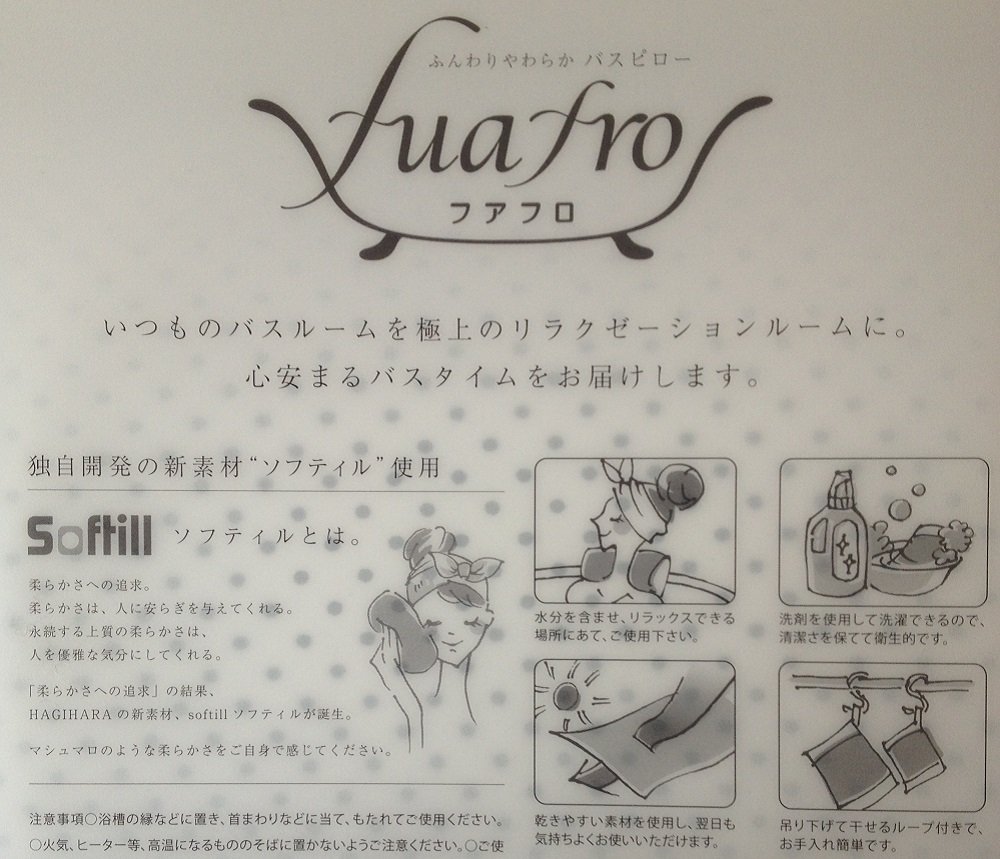 ふんわりやわらか バスピロー
fuafro
フアフロ
いつものバスルームを極上のリラクゼーションルームに。
心安まるバスタイムをお届けします。
独自開発の新素材“ソフティル”使用
Softill ソフティルとは。
柔らかさへの追求。
柔らかさは、人に安らぎを与えてくれる。
永続する上質の柔らかさは、
人を優雅な気分にしてくれる。
「柔らかさへの追求」の結果、
HAGIHARAの新素材、softill ソフティルが誕生。
マシュマロのような柔らかさをご自身で感じてください。
注意事項○浴槽の縁などに置き、首まわりなどに当て、もたれてご使用ください。
○火気、ヒーター等、高温になるもののそばに置かないようご注意ください。○ご使
水分を含ませ、リラックスできる
場所にあて、ご使用下さい。
洗剤を使用して洗濯できるので、
清潔さを保てて衛生的です。
乾きやすい素材を使用し、翌日も
気持ちよくお使いいただけます。
吊り下げて干せるループ付きで、
お手入れ簡単です。